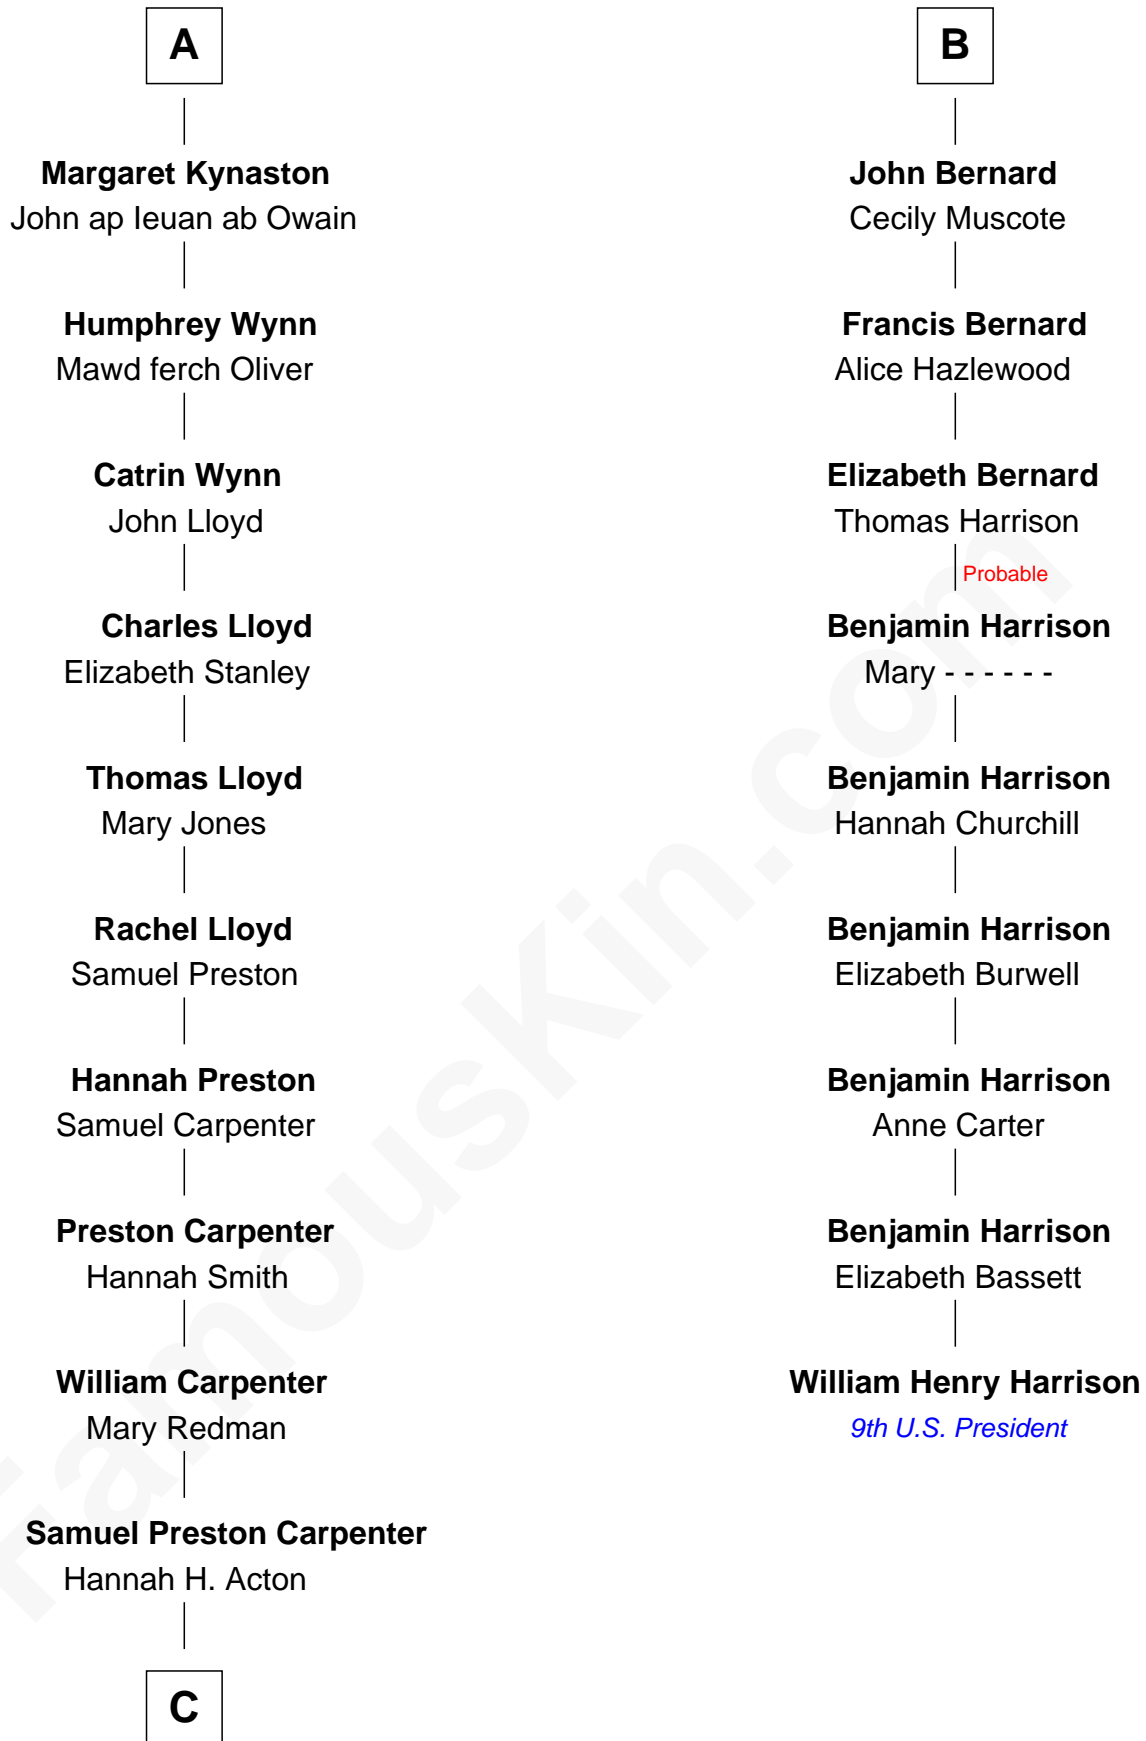 A
Margaret Kynaston
John ap Ieuan ab Owain
Humphrey Wynn
Mawd ferch Oliver
Catrin Wynn
John Lloyd
Charles Lloyd
Elizabeth Stanley
Thomas Lloyd
Mary Jones
Rachel Lloyd
Samuel Preston
Hannah Preston
Samuel Carpenter
Preston Carpenter
Hannah Smith
William Carpenter
Mary Redman
Samuel Preston Carpenter
Hannah H. Acton
C
B
John Bernard
Cecily Muscote
Francis Bernard
Alice Hazlewood
Elizabeth Bernard
Thomas Harrison
Probable
Benjamin Harrison
Mary - - - - - -
Benjamin Harrison
Hannah Churchill
Benjamin Harrison
Elizabeth Burwell
Benjamin Harrison
Anne Carter
Benjamin Harrison
Elizabeth Bassett
William Henry Harrison
9th U.S. President
FamousKin.com